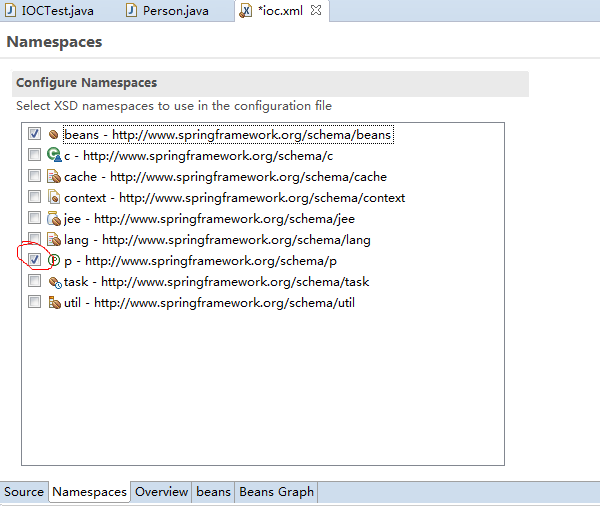 IOCTest.java Person.java *ioc.xml
Namespaces
Configure Namespaces
Select XSD namespaces to use in the configuration file
beans - http://www.springframework.org/schema/beans
c - http://www.springframework.org/schema/c
cache - http://www.springframework.org/schema/cache
context - http://www.springframework.org/schema/context
jee - http://www.springframework.org/schema/jee
lang - http://www.springframework.org/schema/lang
p - http://www.springframework.org/schema/p
task - http://www.springframework.org/schema/task
util - http://www.springframework.org/schema/util
Source Namespaces Overview beans Beans Graph